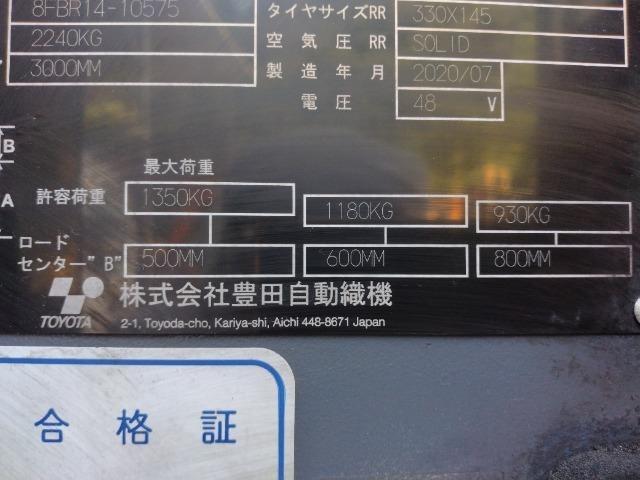 8FBR14-10575 タイヤサイズRR 330X145
2240KG 空気圧RR SOLID
3000MM 製造年月 2020/07
電圧 48 V
B
最大荷重
A 許容荷重 1350KG 1180KG 930KG
ロード
センター"B" 500MM 600MM 800MM
TOYOTA 株式会社豊田自動織機
2-1, Toyoda-cho, Kariya-shi, Aichi 448-8671 Japan
合格証